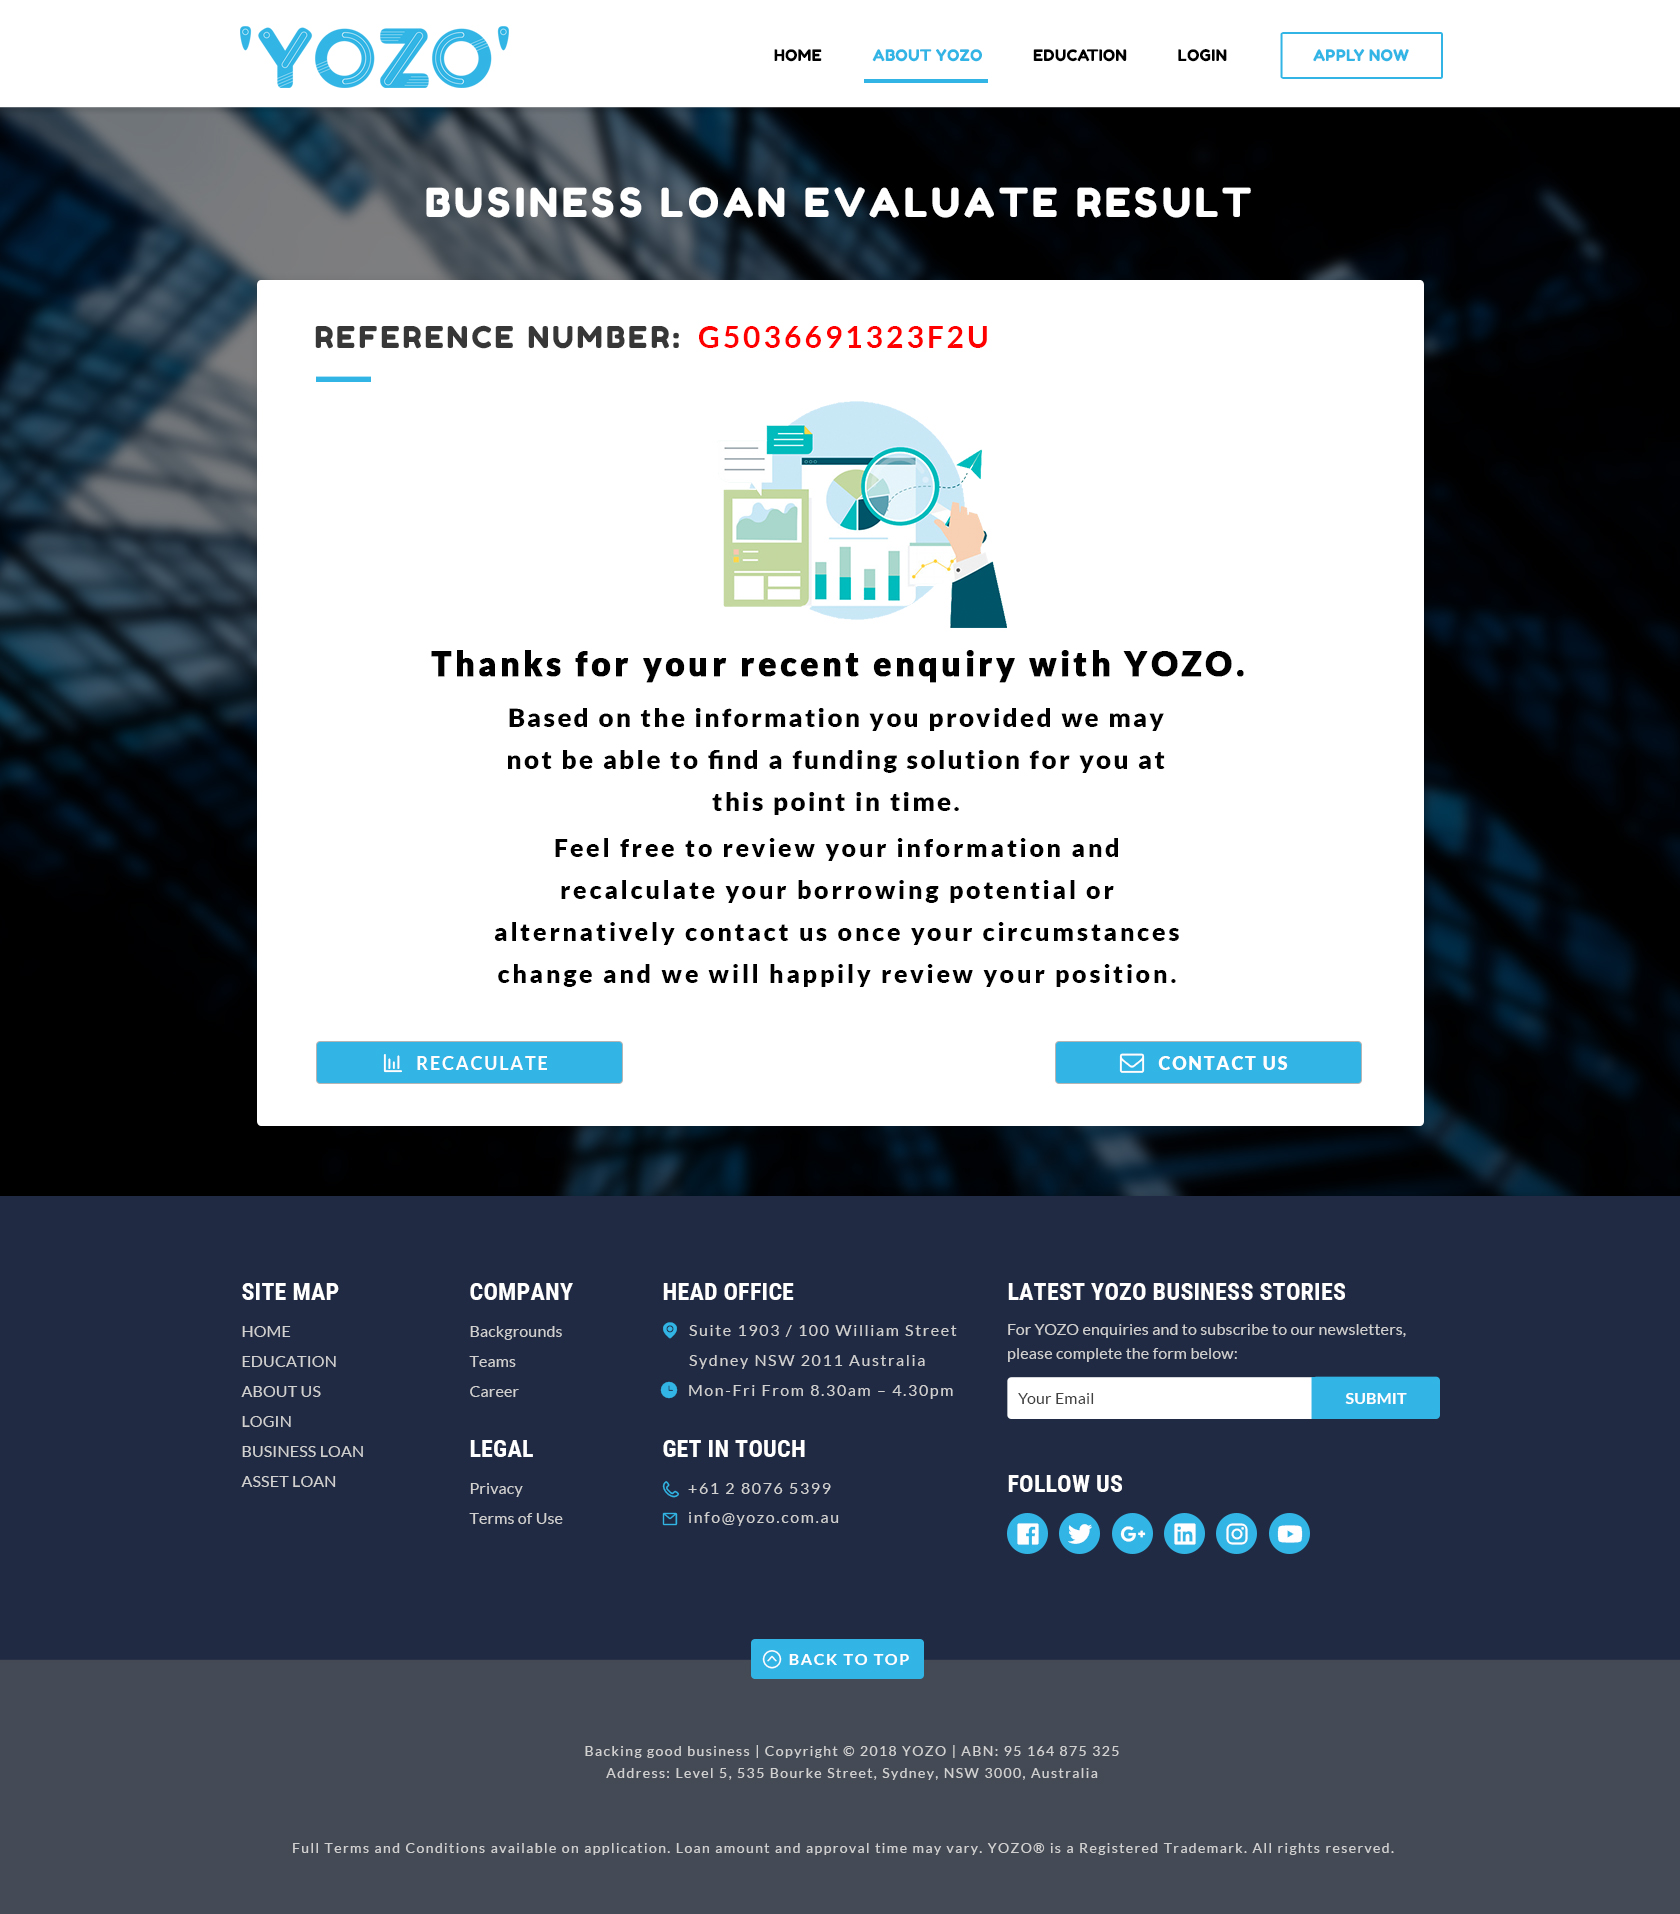 'YOZO'
HOME ABOUT YOZO EDUCATION LOGIN APPLY NOW
BUSINESS LOAN EVALUATE RESULT
REFERENCE NUMBER: G5036691323F2U
Thanks for your recent enquiry with YOZO.
Based on the information you provided we may
not be able to find a funding solution for you at
this point in time.
Feel free to review your information and
recalculate your borrowing potential or
alternatively contact us once your circumstances
change and we will happily review your position.
RECACULATE
CONTACT US
SITE MAP
HOME
EDUCATION
ABOUT US
LOGIN
BUSINESS LOAN
ASSET LOAN
COMPANY
Backgrounds
Teams
Career
LEGAL
Privacy
Terms of Use
HEAD OFFICE
Suite 1903 / 100 William Street
Sydney NSW 2011 Australia
Mon-Fri From 8.30am – 4.30pm
GET IN TOUCH
+61 2 8076 5399
info@yozo.com.au
LATEST YOZO BUSINESS STORIES
For YOZO enquiries and to subscribe to our newsletters,
please complete the form below:
Your Email SUBMIT
FOLLOW US
BACK TO TOP
Backing good business | Copyright © 2018 YOZO | ABN: 95 164 875 325
Address: Level 5, 535 Bourke Street, Sydney, NSW 3000, Australia
Full Terms and Conditions available on application. Loan amount and approval time may vary. YOZO® is a Registered Trademark. All rights reserved.